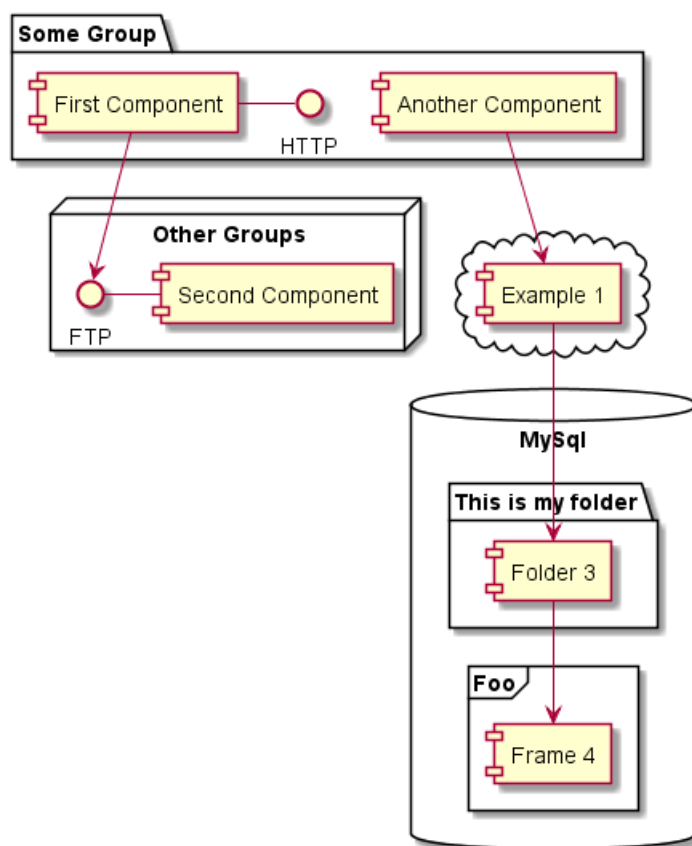 Some Group
First Component
HTTP
Another Component
Other Groups
FTP
Second Component
Example 1
MySql
This is my folder
Folder 3
Foo
Frame 4